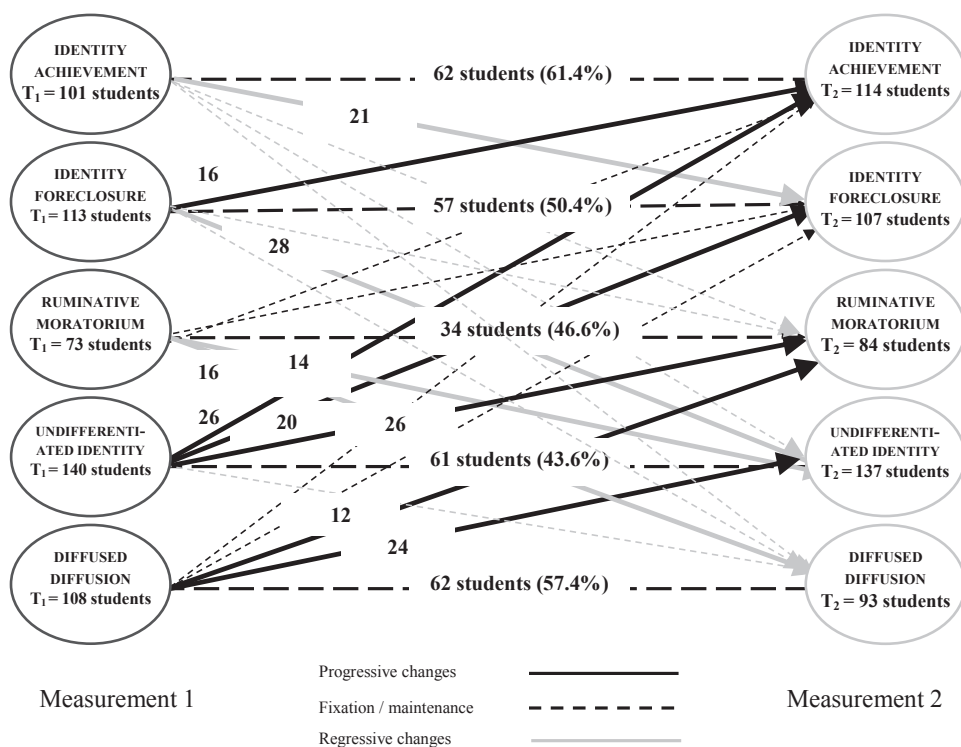 IDENTITY
ACHIEVEMENT
T₁ = 101 students
IDENTITY
FORECLOSURE
T₁ = 113 students
RUMINATIVE
MORATORIUM
T₁ = 73 students
UNDIFFERENTI-
ATED IDENTITY
T₁ = 140 students
DIFFUSED
DIFFUSION
T₁ = 108 students
62 students (61.4%)
21
16
57 students (50.4%)
28
34 students (46.6%)
16
14
26
20
26
61 students (43.6%)
12
24
62 students (57.4%)
IDENTITY
ACHIEVEMENT
T₂ = 114 students
IDENTITY
FORECLOSURE
T₂ = 107 students
RUMINATIVE
MORATORIUM
T₂ = 84 students
UNDIFFERENTI-
ATED IDENTITY
T₂ = 137 students
DIFFUSED
DIFFUSION
T₂ = 93 students
Measurement 1
Progressive changes
Fixation / maintenance
Regressive changes
Measurement 2